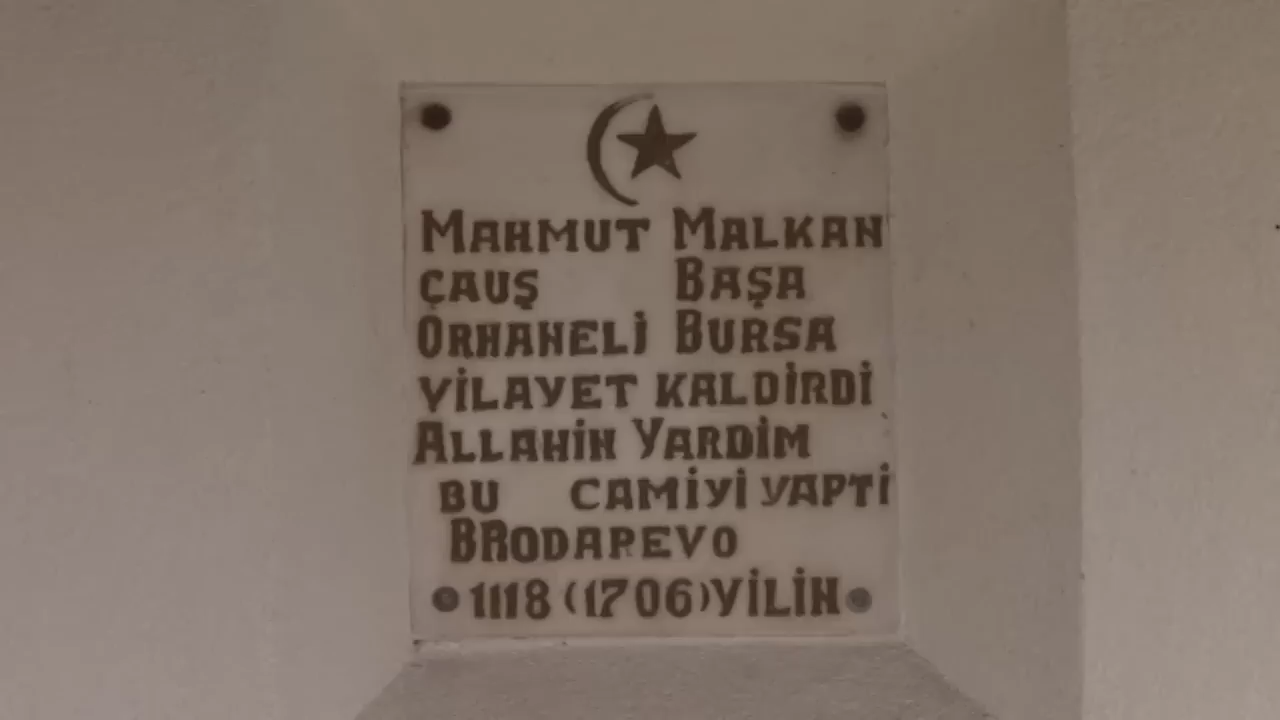 MAHMUT MALKAN
ÇAUŞ BAŞA
ORHANELİ BURSA
VİLAYET KALDİRDİ
ALLAHİN YARDİM
BU CAMİYİ YAPTİ
BRODAREVO
1118 (1706) YİLİN